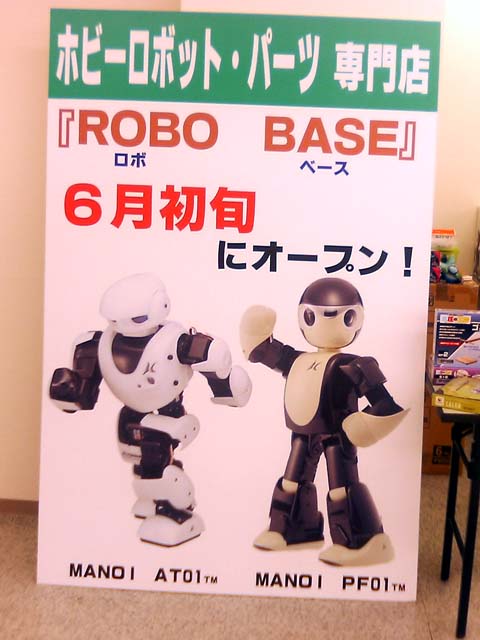 ホビーロボット・パーツ 専門店
『ROBO BASE』
ロボ ベース
6月初旬
にオープン！
MANOI AT01™ MANOI PF01™